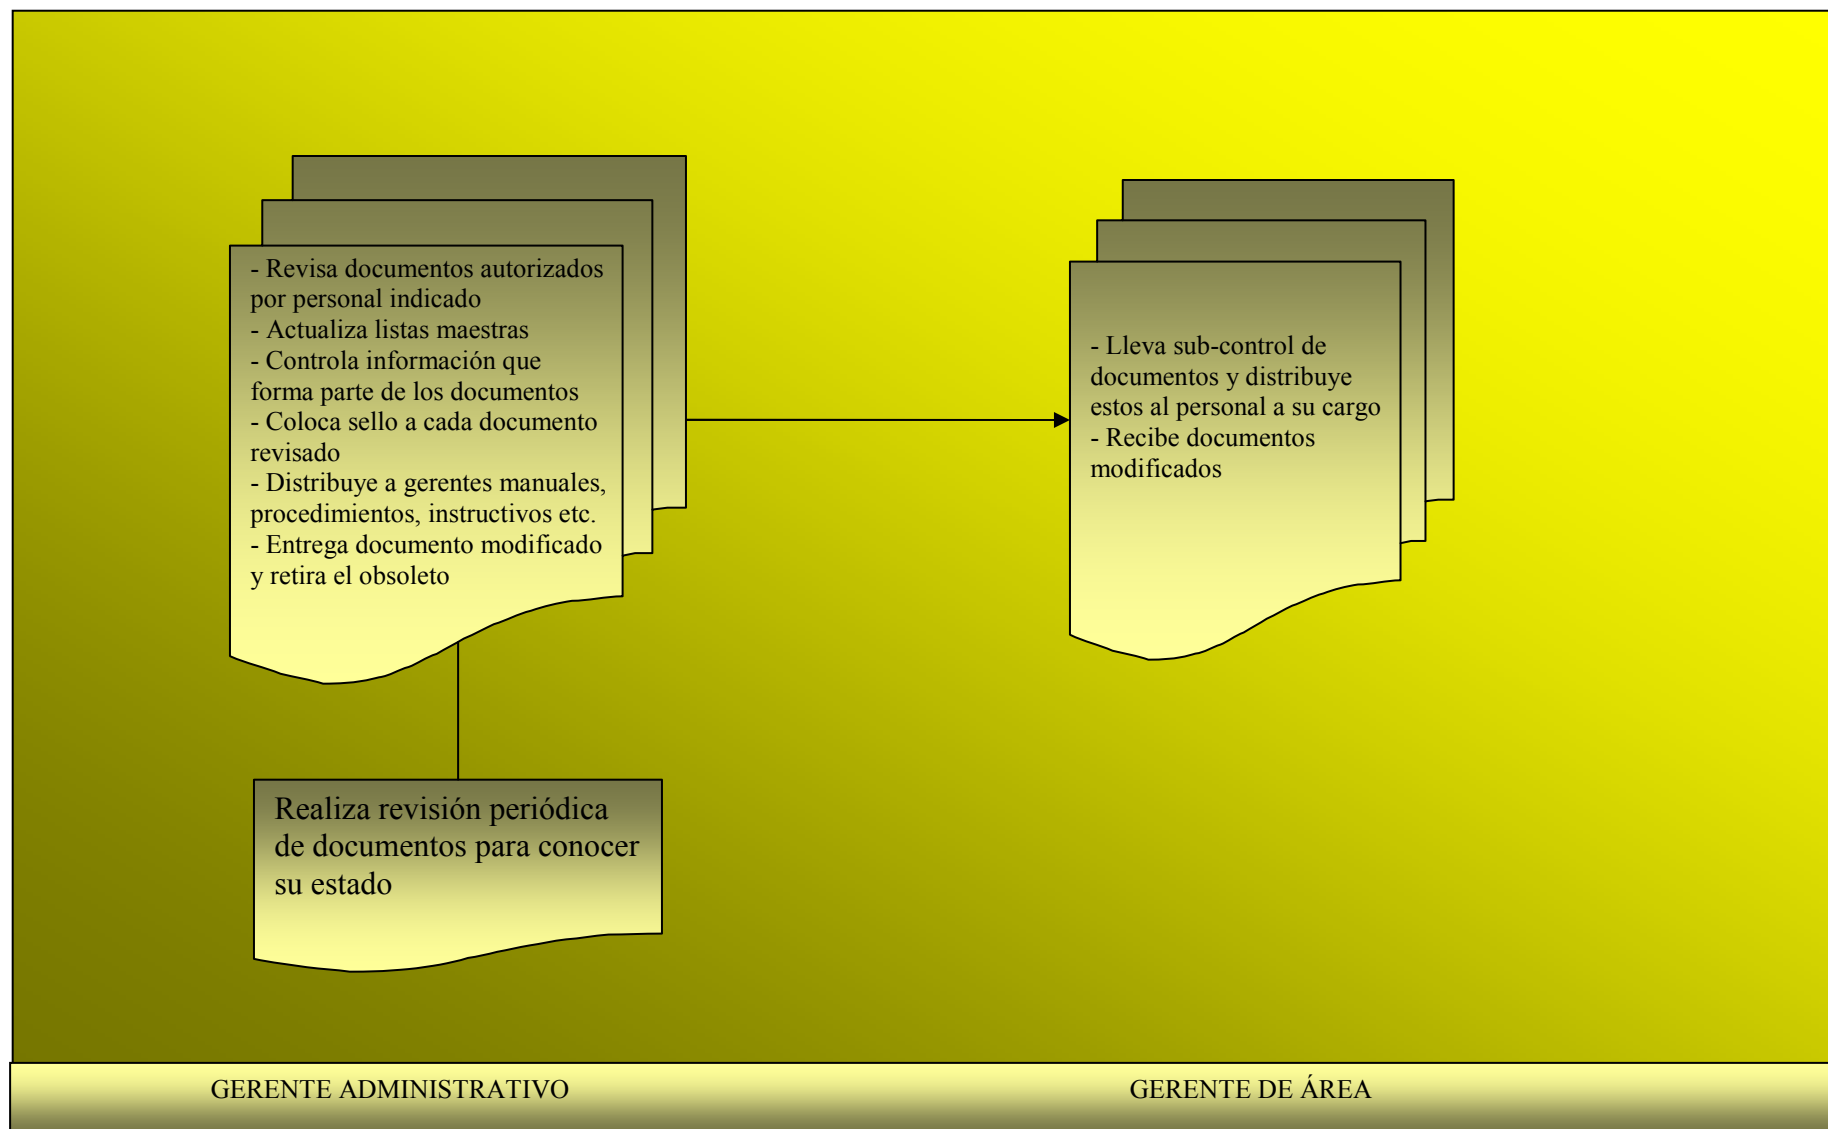 - Revisa documentos autorizados
por personal indicado
- Actualiza listas maestras
- Controla información que
forma parte de los documentos
- Coloca sello a cada documento
revisado
- Distribuye a gerentes manuales,
procedimientos, instructivos etc.
- Entrega documento modificado
y retira el obsoleto
- Lleva sub-control de
documentos y distribuye
estos al personal a su cargo
- Recibe documentos
modificados
Realiza revisión periódica
de documentos para conocer
su estado
GERENTE ADMINISTRATIVO
GERENTE DE ÁREA